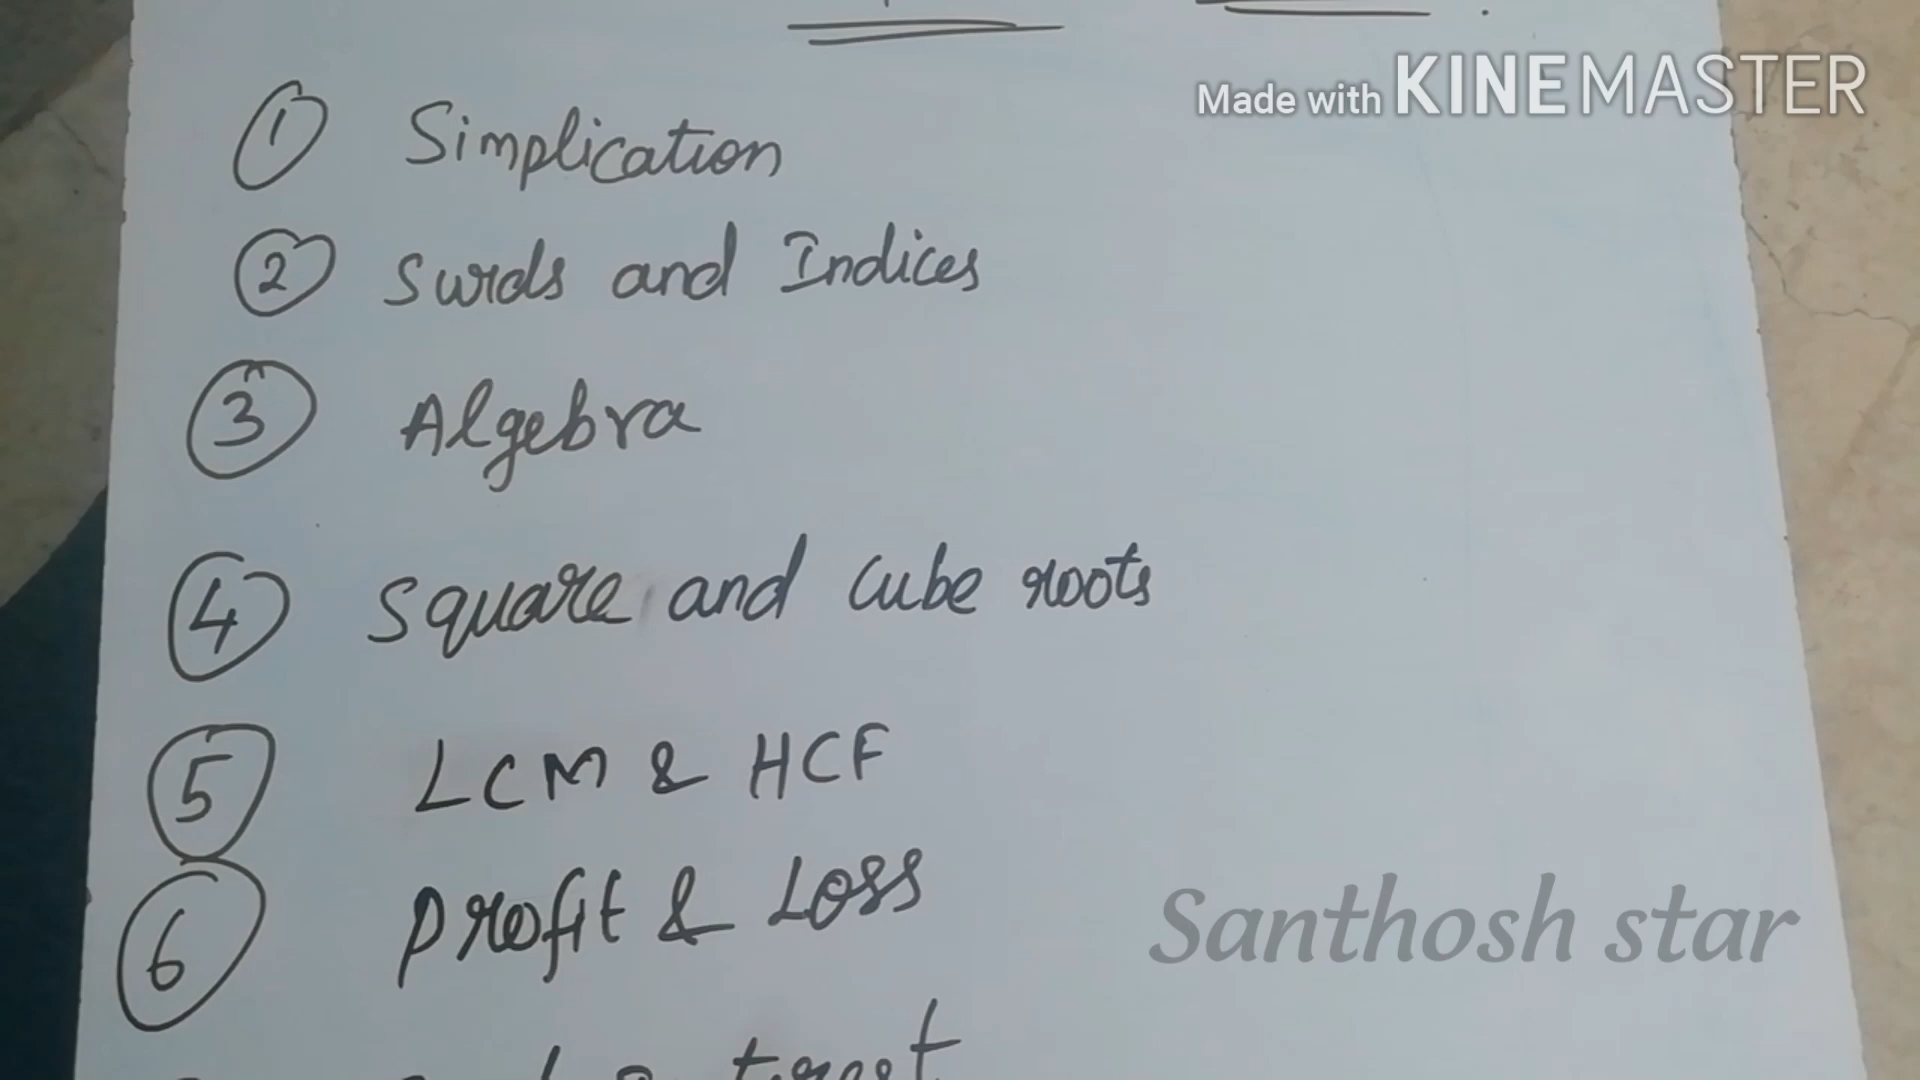 Made with KINEMASTER
① Simplication
② Surds and Indices
③ Algebra
④ Square and Cube roots
⑤ LCM & HCF
⑥ Profit & Loss
Santhosh star